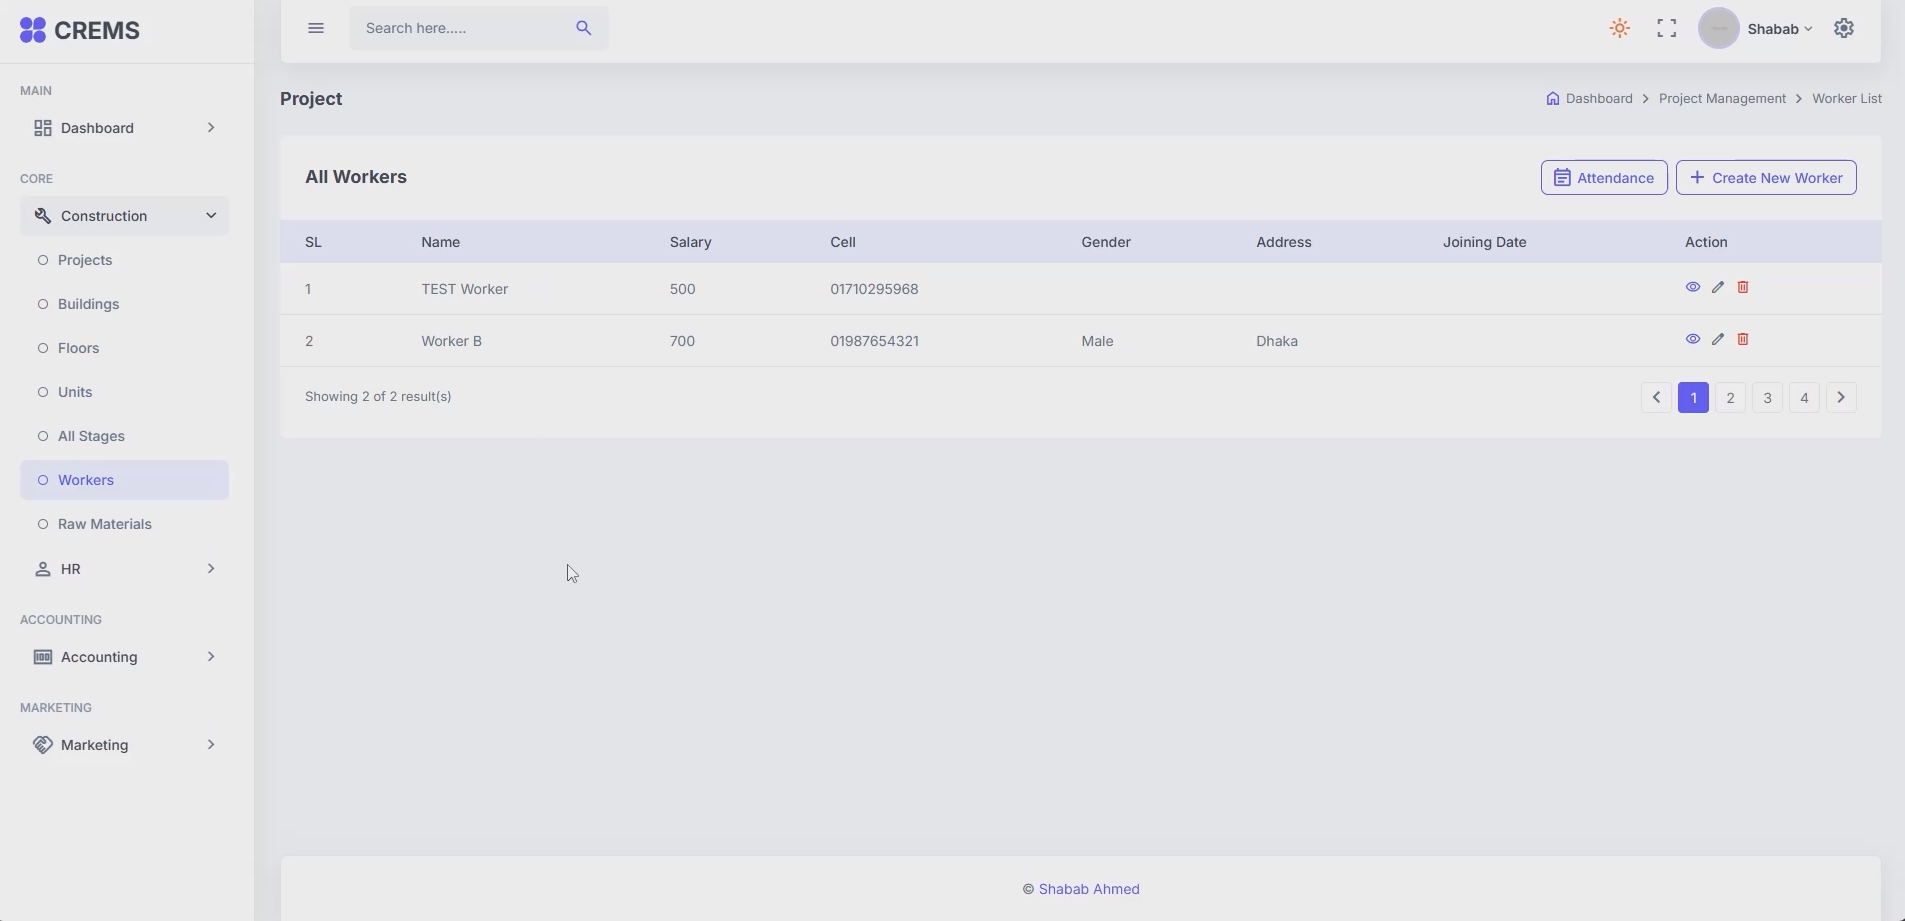 CREMS
Search here.....
Shabab
MAIN
Dashboard
CORE
Construction
Projects
Buildings
Floors
Units
All Stages
Workers
Raw Materials
HR
ACCOUNTING
Accounting
MARKETING
Marketing
Project
Dashboard > Project Management > Worker List
All Workers
Attendance
+ Create New Worker
SL Name Salary Cell Gender Address Joining Date Action
1 TEST Worker 500 01710295968
2 Worker B 700 01987654321 Male Dhaka
Showing 2 of 2 result(s)
1 2 3 4
© Shabab Ahmed